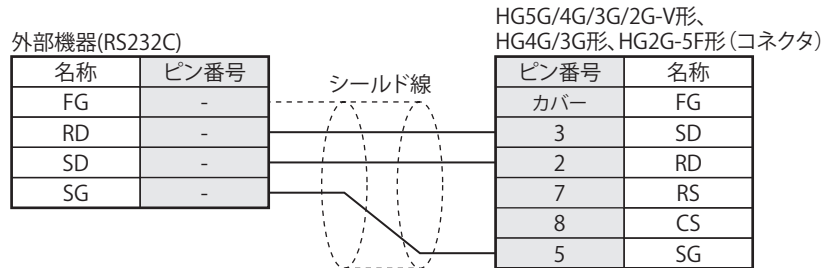 HG5G/4G/3G/2G-V形、
外部機器(RS232C)
HG4G/3G形、HG2G-5F形（コネクタ）
名称 ピン番号
シールド線
ピン番号 名称
FG -
カバー FG
RD -
3 SD
SD -
2 RD
SG -
7 RS
8 CS
5 SG